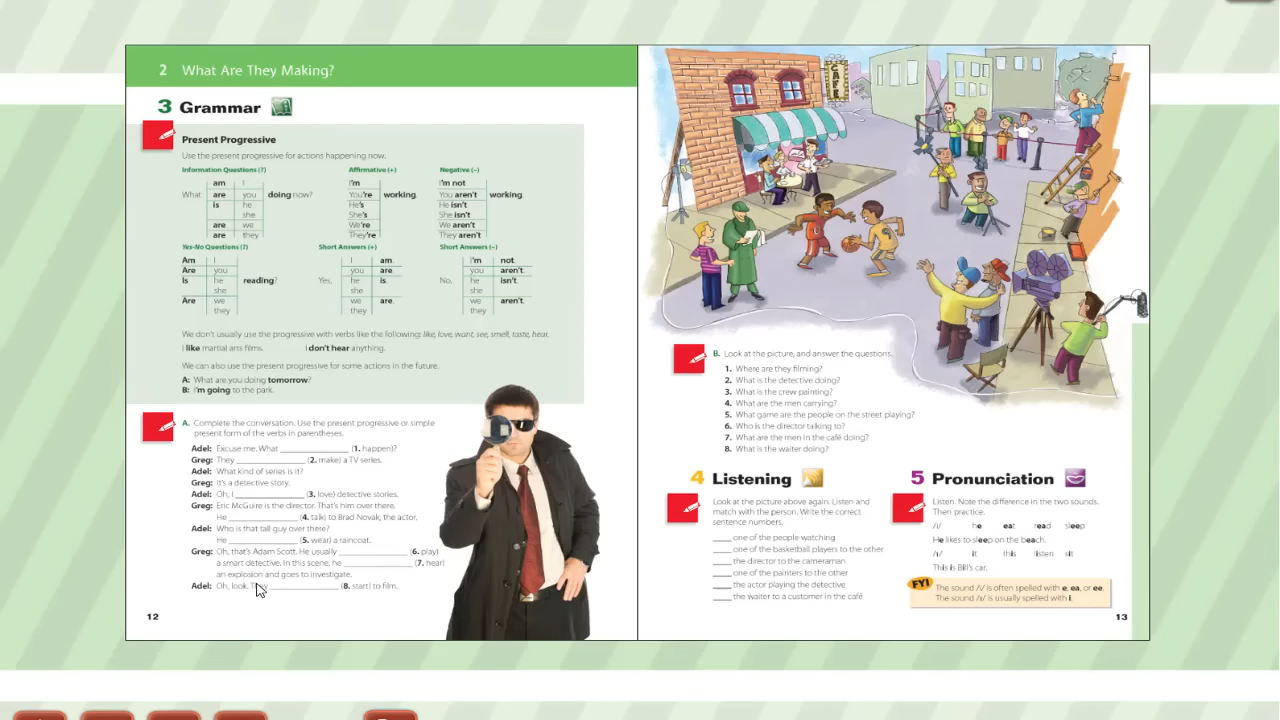 2 What Are They Making?
3 Grammar
Present Progressive
Use the present progressive for actions happening now.
Information Questions (?) Affirmative (+) Negative (–)
am I I'm I'm not
What are you doing now? You're working. You aren't working.
is he He's He isn't
she She's She isn't
are we We're We aren't
are they They're They aren't
Yes-No Questions (?) Short Answers (+) Short Answers (–)
Am I I am. I'm not.
Are you you are. you aren't.
Is he reading? Yes, he is. No, he isn't.
she she she
Are we we are. we aren't.
they they they
We don't usually use the progressive with verbs like the following: like, love, want, see, smell, taste, hear.
I like martial arts films. I don't hear anything.
We can also use the present progressive for some actions in the future.
A: What are you doing tomorrow?
B: I'm going to the park.
A. Complete the conversation. Use the present progressive or simple
present form of the verbs in parentheses.
Adel: Excuse me. What ____________ (1. happen)?
Greg: They ____________ (2. make) a TV series.
Adel: What kind of series is it?
Greg: It's a detective story.
Adel: Oh, I ____________ (3. love) detective stories.
Greg: Eric McGuire is the director. That's him over there.
He ____________ (4. talk) to Brad Novak, the actor.
Adel: Who is that tall guy over there?
He ____________ (5. wear) a raincoat.
Greg: Oh, that's Adam Scott. He usually ____________ (6. play)
a smart detective. In this scene, he ____________ (7. hear)
an explosion and goes to investigate.
Adel: Oh, look. They ____________ (8. start) to film.
12
CAFE
B. Look at the picture, and answer the questions.
1. Where are they filming?
2. What is the detective doing?
3. What is the crew painting?
4. What are the men carrying?
5. What game are the people on the street playing?
6. Who is the director talking to?
7. What are the men in the café doing?
8. What is the waiter doing?
4 Listening
Look at the picture above again. Listen and
match with the person. Write the correct
sentence numbers.
____ one of the people watching
____ one of the basketball players to the other
____ the director to the cameraman
____ one of the painters to the other
____ the actor playing the detective
____ the waiter to a customer in the café
5 Pronunciation
Listen. Note the difference in the two sounds.
Then practice.
/i/ he eat read sleep
He likes to sleep on the beach.
/ɪ/ it this listen sit
This is Bill's car.
FYI The sound /i/ is often spelled with e, ea, or ee.
The sound /ɪ/ is usually spelled with i.
13